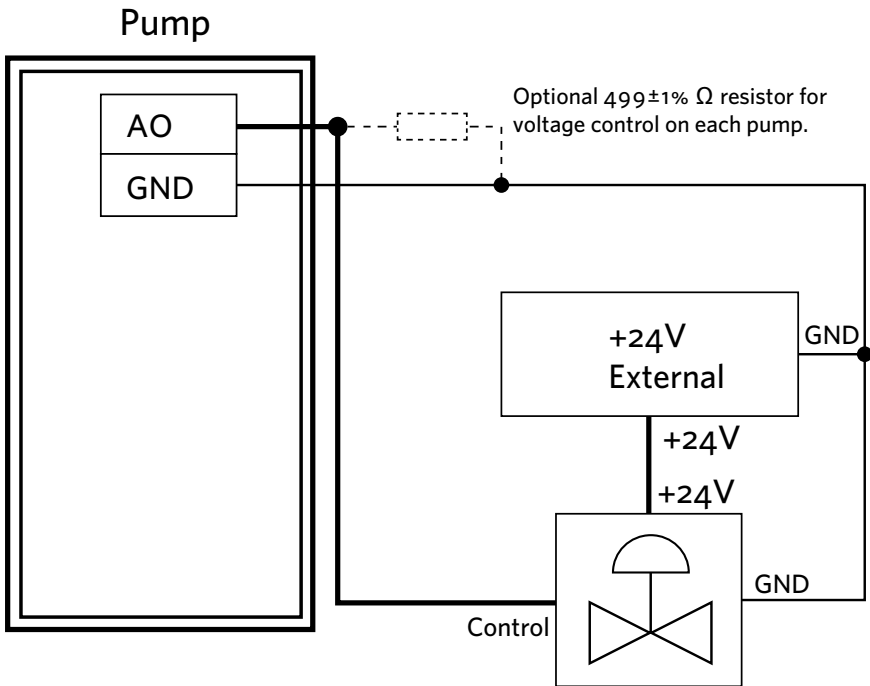 Pump
AO
GND
Optional 499±1% Ω resistor for
voltage control on each pump.
+24V
External
GND
+24V
+24V
GND
Control